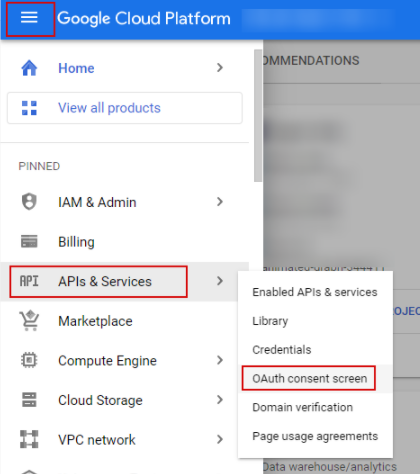 Google Cloud Platform
Home
OMMENDATIONS
View all products
PINNED
IAM & Admin
Billing
API APIs & Services
Enabled APIs & services
Library
OJEC
Marketplace
Credentials
Compute Engine
OAuth consent screen
Cloud Storage
Domain verification
VPC network
Page usage agreements
Data warehouse/analytics